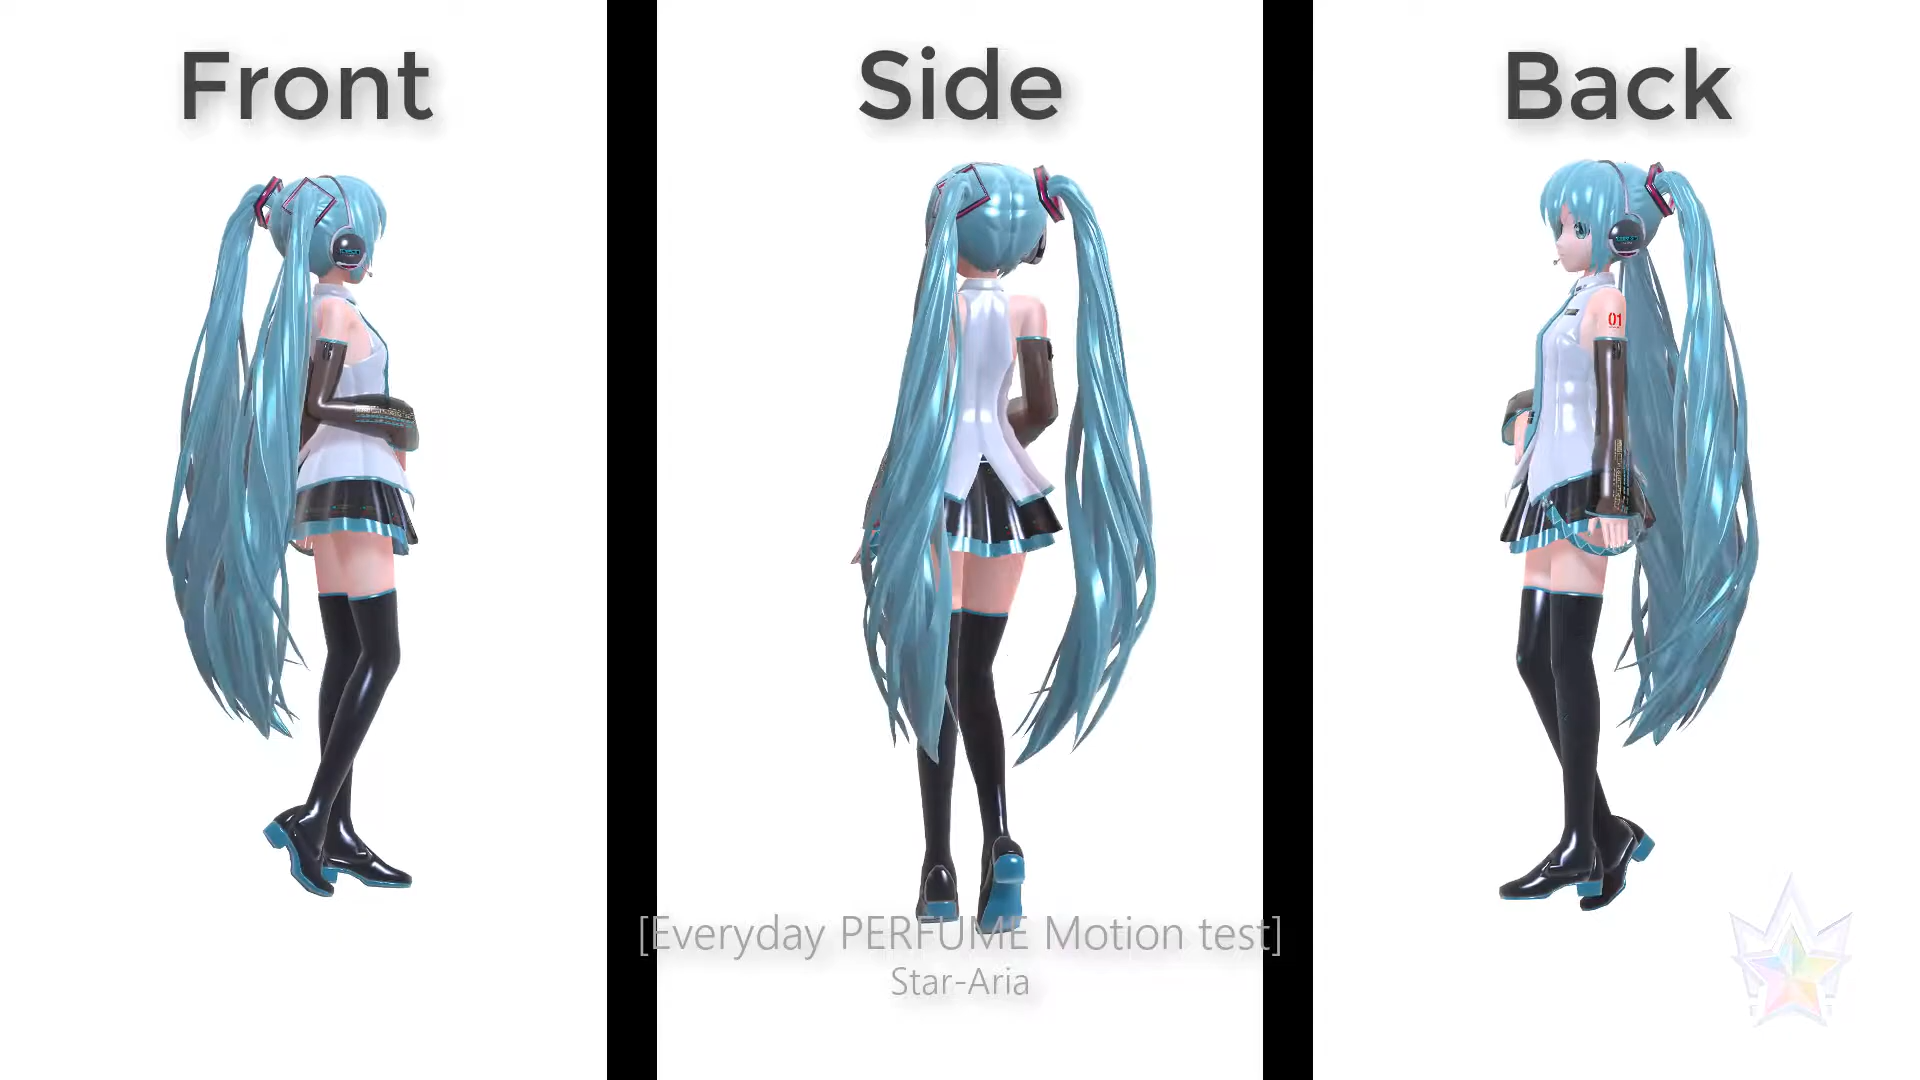 Front
Side
Back
01
[Everyday PERFUME Motion test]
Star-Aria